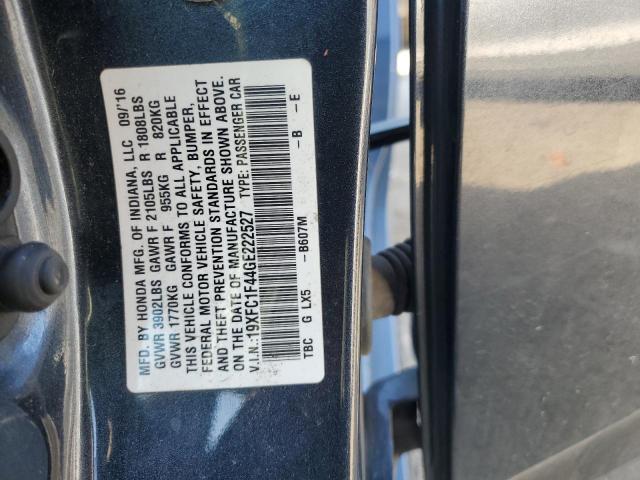 MFD. BY HONDA MFG. OF INDIANA, LLC 09/'16
GVWR 3902LBS GAWR F 2105LBS R 1808LBS
GVWR 1770KG GAWR F 955KG R 820KG
THIS VEHICLE CONFORMS TO ALL APPLICABLE
FEDERAL MOTOR VEHICLE SAFETY, BUMPER,
AND THEFT PREVENTION STANDARDS IN EFFECT
ON THE DATE OF MANUFACTURE SHOWN ABOVE.
V.I.N.:19XFC1F44GE222527 TYPE: PASSENGER CAR
-B607M -B -E
TBC G LX5